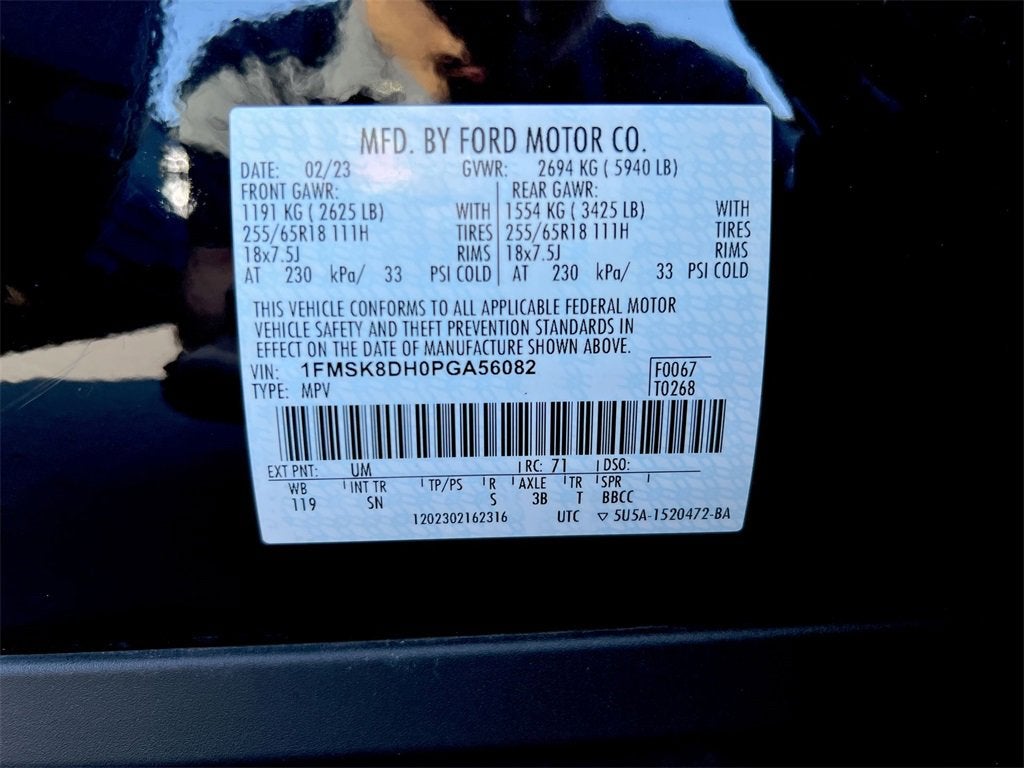 MFD. BY FORD MOTOR CO.
DATE: 02/23 GVWR: 2694 KG ( 5940 LB)
FRONT GAWR: REAR GAWR:
1191 KG ( 2625 LB) WITH 1554 KG ( 3425 LB) WITH
255/65R18 111H TIRES 255/65R18 111H TIRES
18x7.5J RIMS 18x7.5J RIMS
AT 230 kPa/ 33 PSI COLD AT 230 kPa/ 33 PSI COLD
THIS VEHICLE CONFORMS TO ALL APPLICABLE FEDERAL MOTOR
VEHICLE SAFETY AND THEFT PREVENTION STANDARDS IN
EFFECT ON THE DATE OF MANUFACTURE SHOWN ABOVE.
VIN: 1FMSK8DH0PGA56082 F0067
TYPE: MPV T0268
EXT PNT: UM RC: 71 DSO:
WB INT TR TP/PS R AXLE TR SPR
119 SN S 3B T BBCC
1202302162316 UTC ▽ 5U5A-1520472-BA